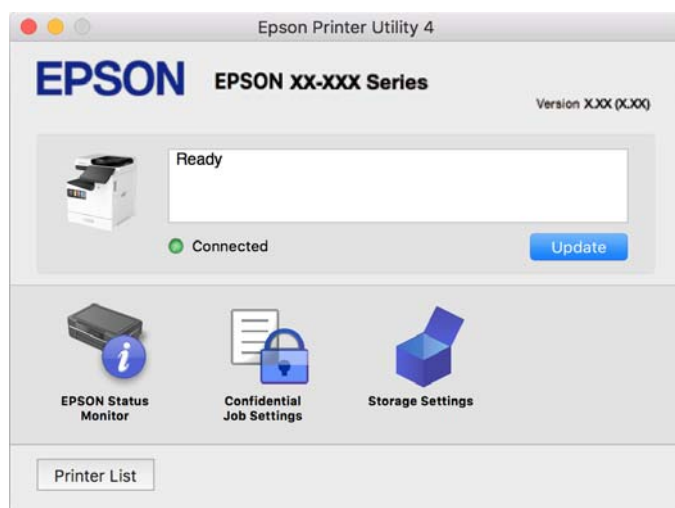 Epson Printer Utility 4
EPSON
EPSON XX-XXX Series
Version X.XX (X.XX)
Ready
Connected
Update
EPSON Status
Monitor
Confidential
Job Settings
Storage Settings
Printer List